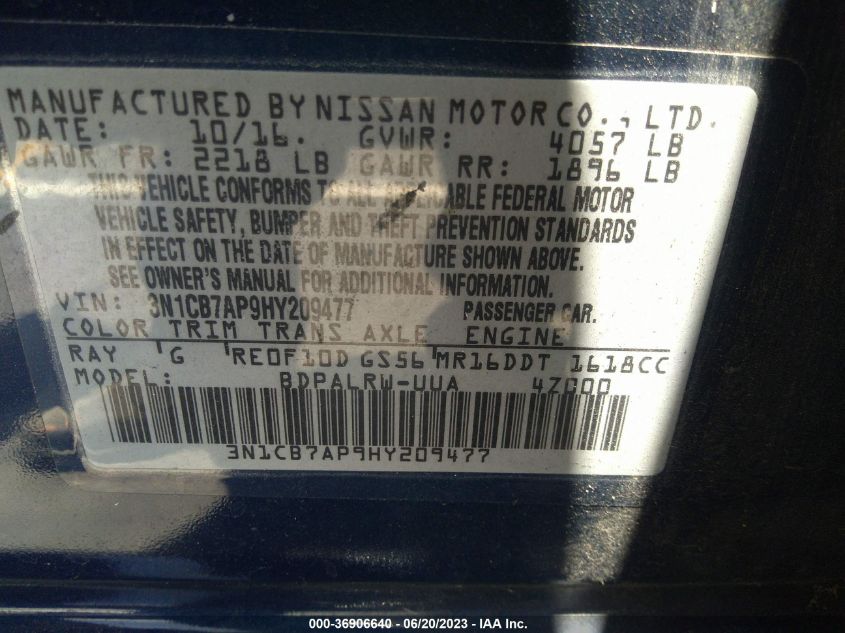 MANUFACTURED BY NISSAN MOTOR CO., LTD.
DATE: 10/16. GVWR: 4057 LB
GAWR FR: 2218 LB GAWR RR: 1896 LB
THIS VEHICLE CONFORMS TO ALL APPLICABLE FEDERAL MOTOR
VEHICLE SAFETY, BUMPER AND THEFT PREVENTION STANDARDS
IN EFFECT ON THE DATE OF MANUFACTURE SHOWN ABOVE.
SEE OWNER'S MANUAL FOR ADDITIONAL INFORMATION.
VIN: 3N1CB7AP9HY209477 PASSENGER CAR.
COLOR TRIM TRANS AXLE ENGINE
RAY G RE0F10D GS56 MR16DDT 1618CC
MODEL: BDPALRW-UUA 4Z000
3N1CB7AP9HY209477
000-36906640 - 06/20/2023 - IAA Inc.